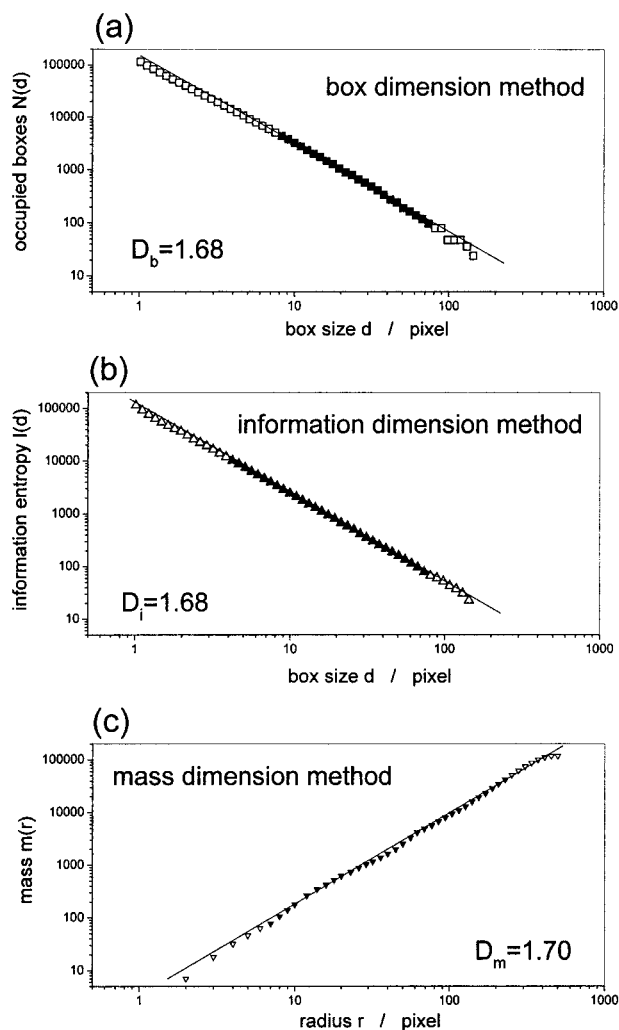 (a)
box dimension method
occupied boxes N(d)
100000
10000
1000
100
10
D_b=1.68
1 10 100 1000
box size d / pixel
(b)
information dimension method
information entropy I(d)
100000
10000
1000
100
10
D_i=1.68
1 10 100 1000
box size d / pixel
(c)
mass dimension method
mass m(r)
100000
10000
1000
100
10
D_m=1.70
1 10 100 1000
radius r / pixel